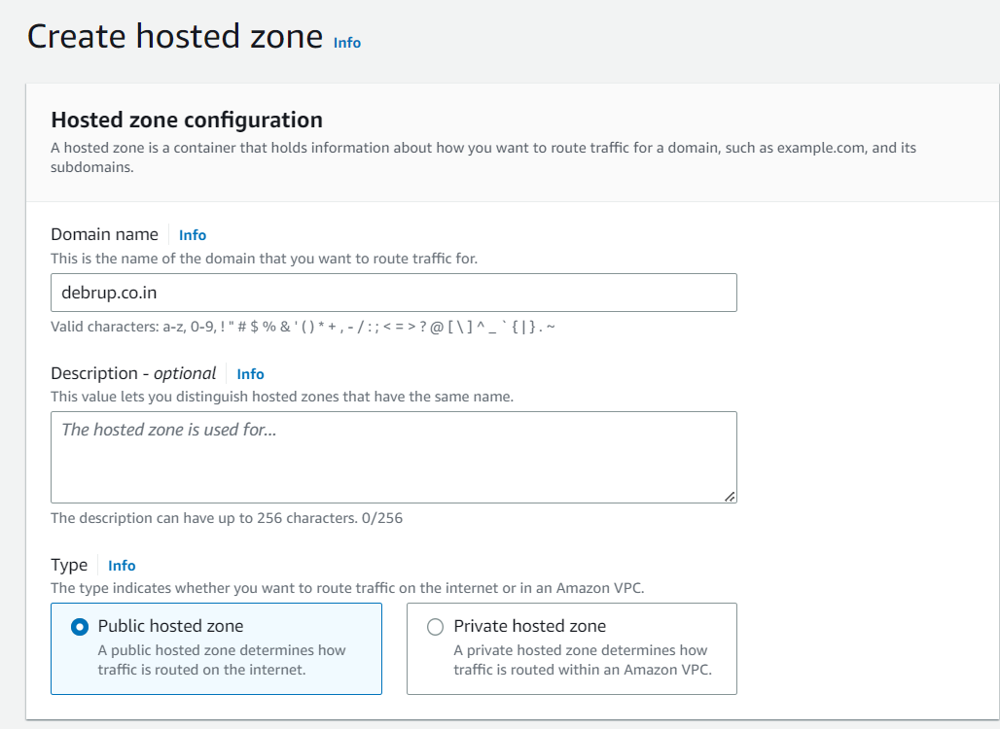 Create hosted zone Info
Hosted zone configuration
A hosted zone is a container that holds information about how you want to route traffic for a domain, such as example.com, and its
subdomains.
Domain name Info
This is the name of the domain that you want to route traffic for.
debrup.co.in
Valid characters: a-z, 0-9, ! " # $ % & ' ( ) * + , - / : ; < = > ? @ [ \ ] ^ _ ` { | } . ~
Description - optional Info
This value lets you distinguish hosted zones that have the same name.
The hosted zone is used for...
The description can have up to 256 characters. 0/256
Type Info
The type indicates whether you want to route traffic on the internet or in an Amazon VPC.
Public hosted zone
A public hosted zone determines how
traffic is routed on the internet.
Private hosted zone
A private hosted zone determines how
traffic is routed within an Amazon VPC.